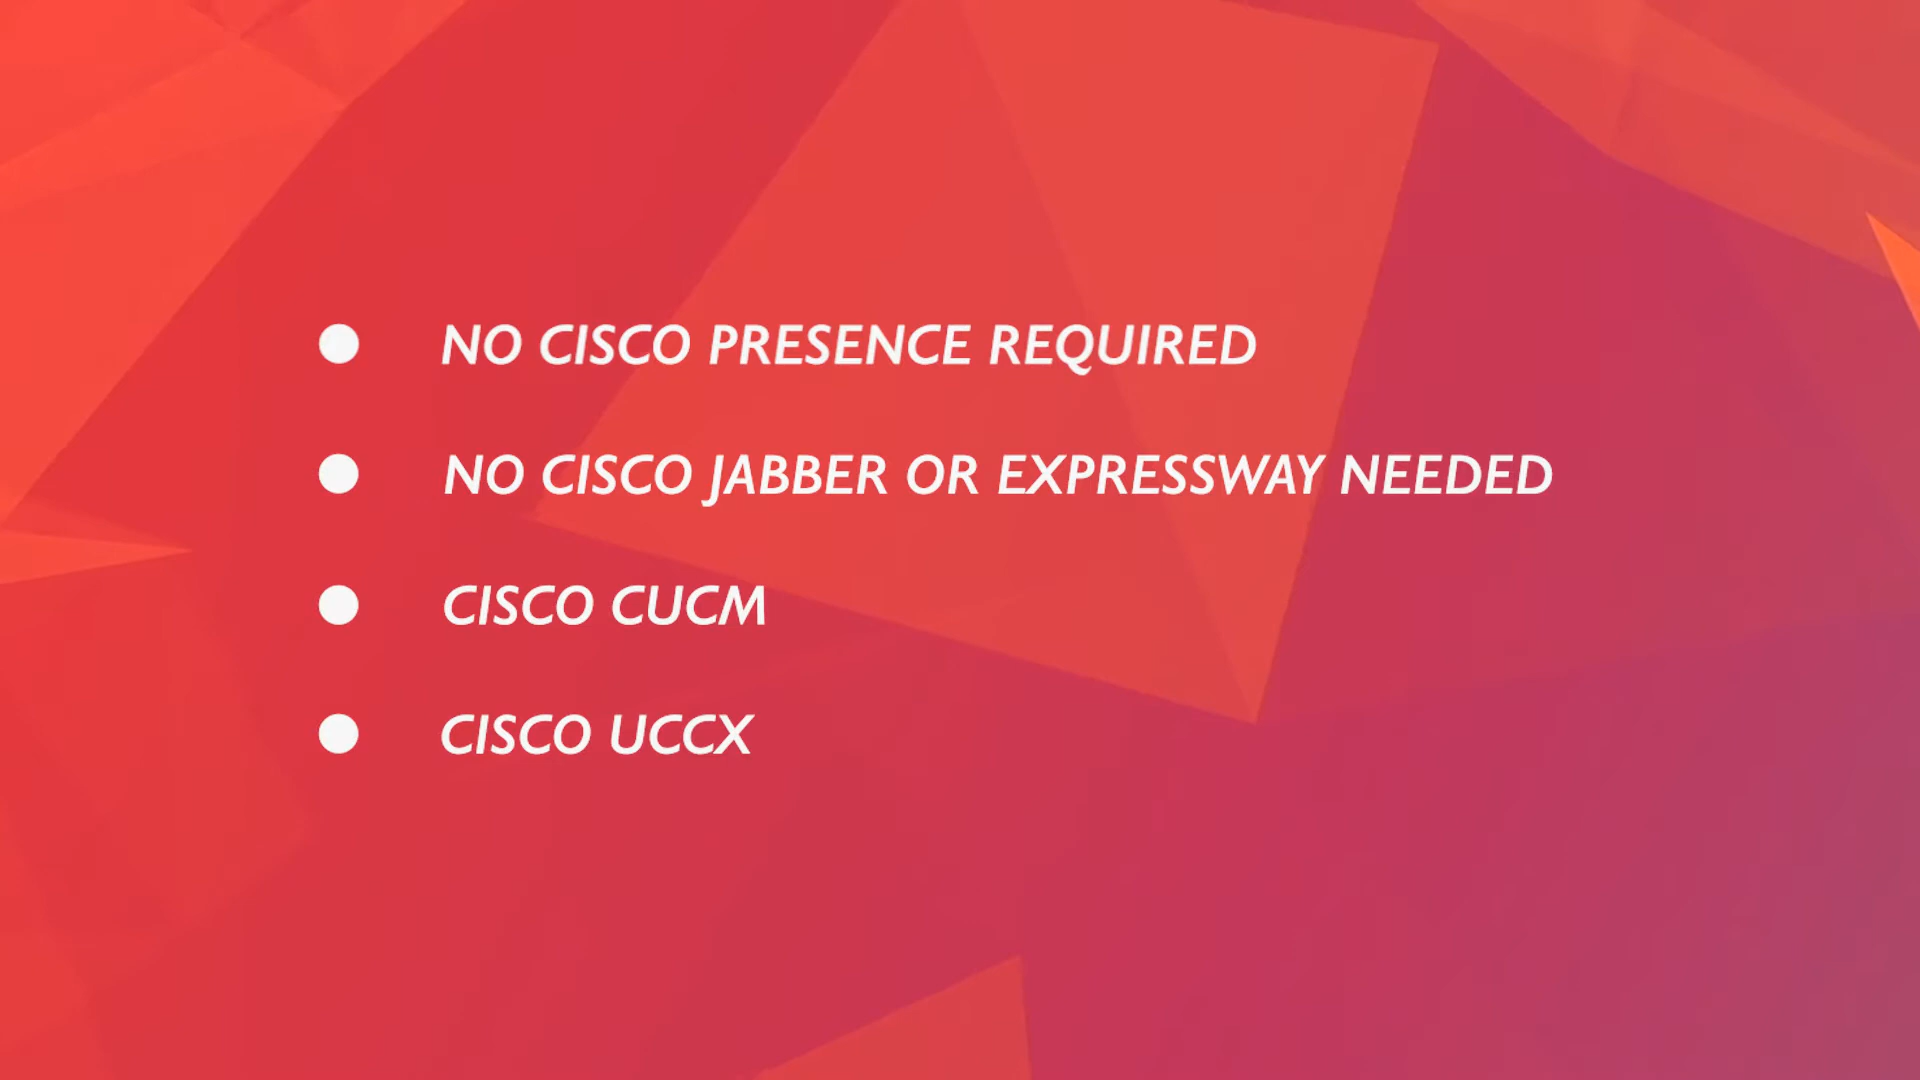 NO CISCO PRESENCE REQUIRED
NO CISCO JABBER OR EXPRESSWAY NEEDED
CISCO CUCM
CISCO UCCX